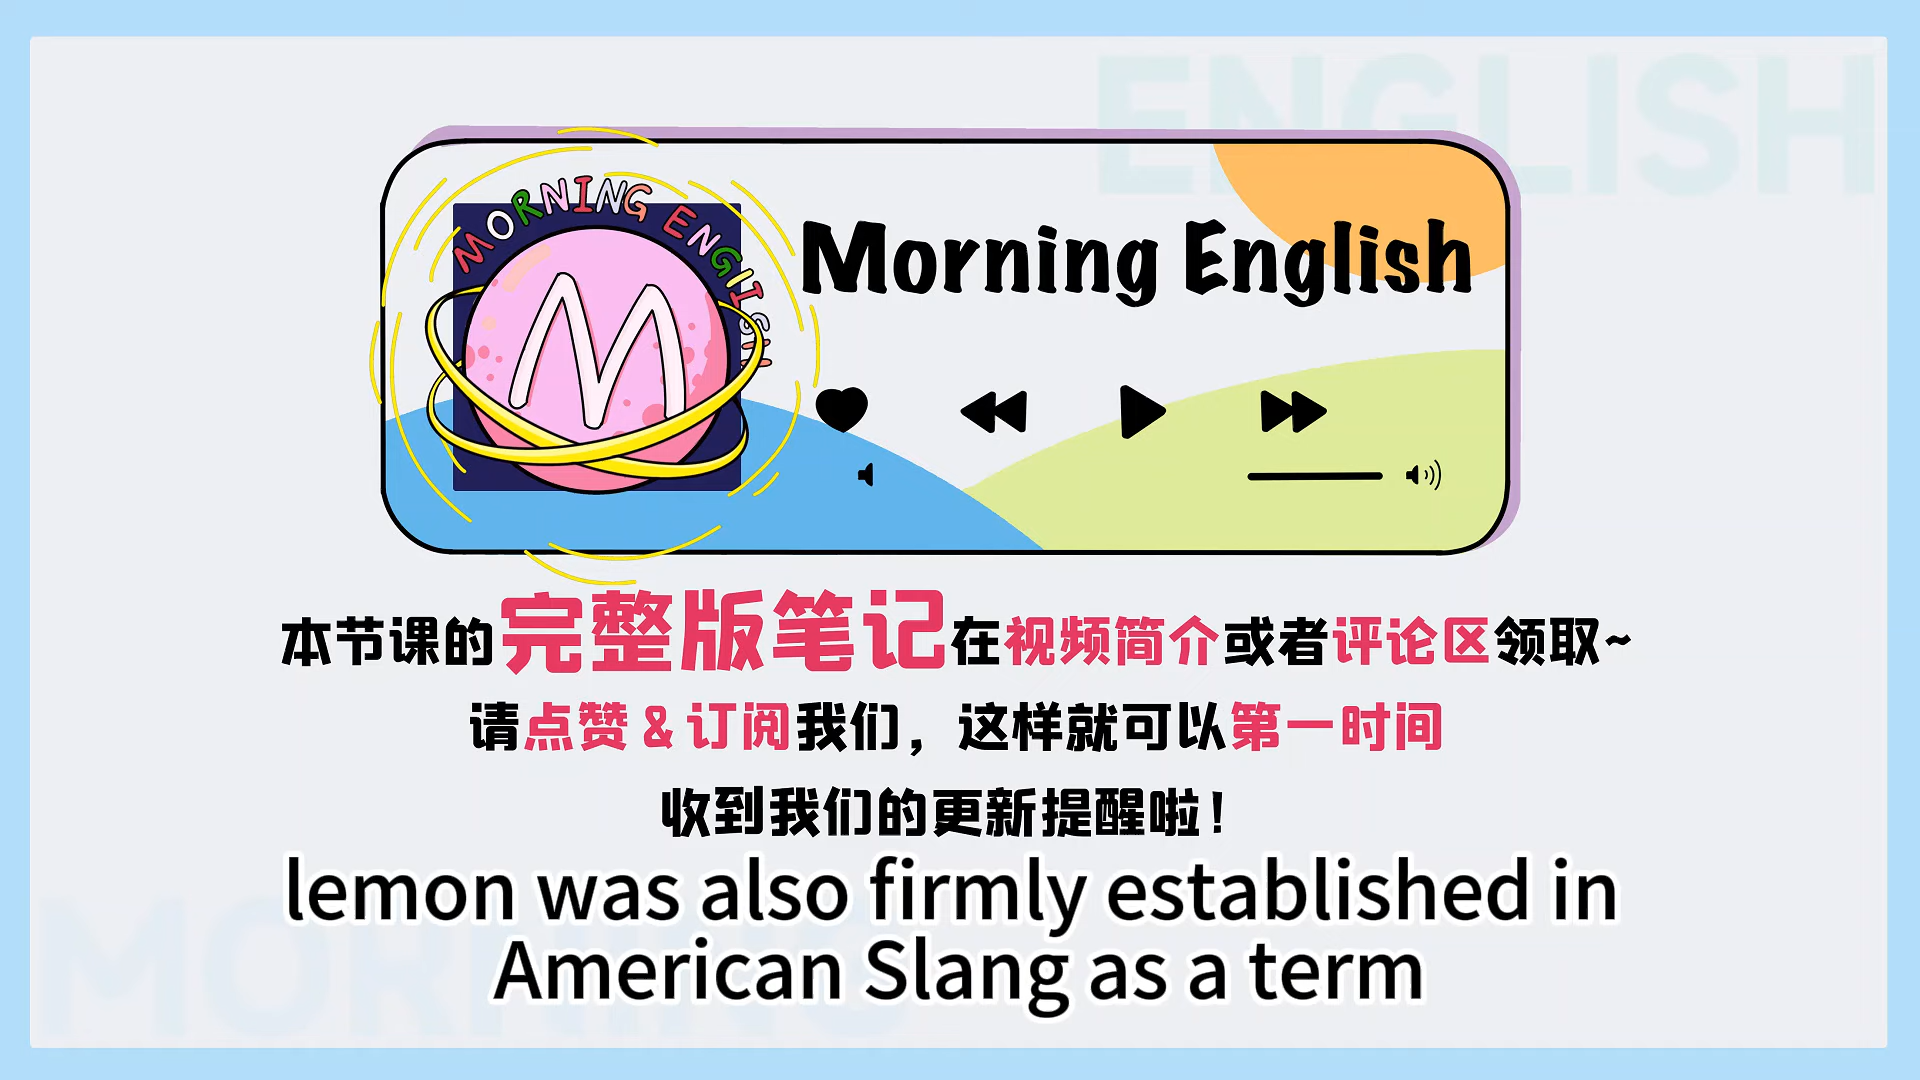 ENGLISH
MORNING ENGLISH
M
Morning English
本节课的完整版笔记在视频简介或者评论区领取~
请点赞&订阅我们，这样就可以第一时间
收到我们的更新提醒啦！
lemon was also firmly established in
American Slang as a term
MORNING